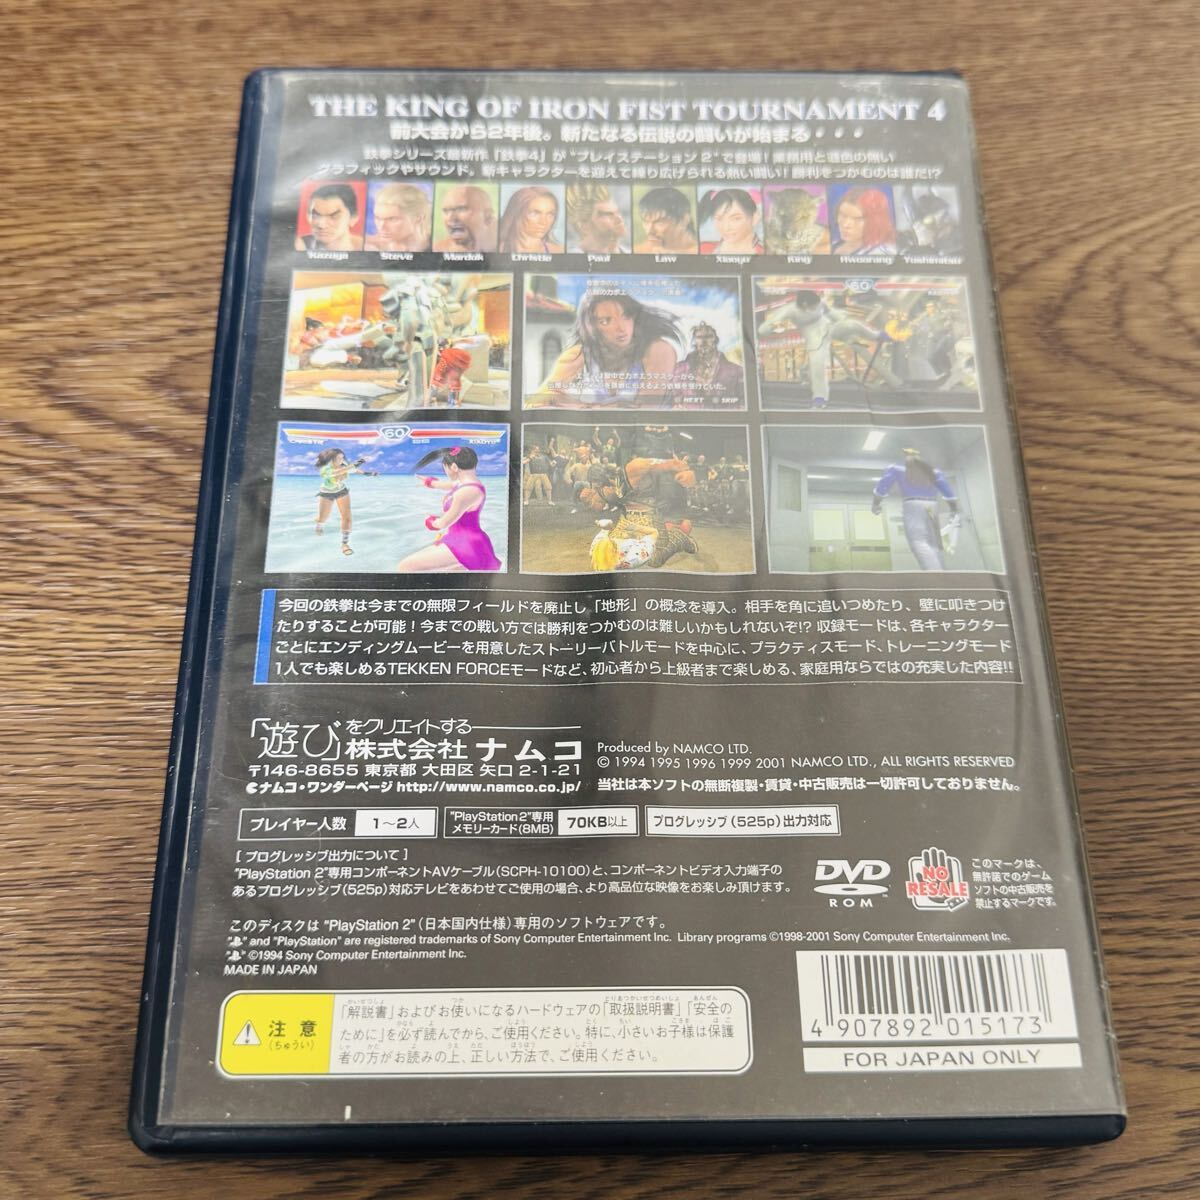 THE KING OF IRON FIST TOURNAMENT 4
前大会から2年後。新たなる伝説の闘いが始まる・・・
鉄拳シリーズ最新作「鉄拳4」が"プレイステーション 2"で登場!業務用と遜色の無い
グラフィックやサウンド。新キャラクターを迎えて繰り広げられる熱い闘い!勝利をつかむのは誰だ!?
Kazuya Steve Marduk Christie Paul Law Xiaoyu King Hwoarang Yoshimitsu
60
NEXT SKIP
CHRISTIE 60 XIAOYU
今回の鉄拳は今までの無限フィールドを廃止し「地形」の概念を導入。相手を角に追いつめたり、壁に叩きつけ
たりすることが可能!今までの戦い方では勝利をつかむのは難しいかもしれないぞ!?収録モードは、各キャラクター
ごとにエンディングムービーを用意したストーリーバトルモードを中心に、プラクティスモード、トレーニングモード
1人でも楽しめるTEKKEN FORCEモードなど、初心者から上級者まで楽しめる、家庭用ならではの充実した内容!!
「遊び」をクリエイトする
株式会社 ナムコ
〒146-8655 東京都 大田区 矢口 2-1-21
ナムコ・ワンダーページ http://www.namco.co.jp/
Produced by NAMCO LTD.
© 1994 1995 1996 1999 2001 NAMCO LTD., ALL RIGHTS RESERVED
当社は本ソフトの無断複製・賃貸・中古販売は一切許可しておりません。
プレイヤー人数 1〜2人
"PlayStation 2"専用
メモリーカード(8MB) 70KB以上
プログレッシブ(525p)出力対応
[ プログレッシブ出力について ]
"PlayStation 2"専用コンポーネントAVケーブル(SCPH-10100)と、コンポーネントビデオ入力端子の
あるプログレッシブ(525p)対応テレビをあわせてご使用の場合、より高品位な映像をお楽しみ頂けます。
DVD
ROM
NO
RESALE
このマークは、
無許諾でのゲーム
ソフトの中古販売を
禁止するマークです。
このディスクは "PlayStation 2"(日本国内仕様)専用のソフトウェアです。
" " and "PlayStation" are registered trademarks of Sony Computer Entertainment Inc. Library programs ©1998-2001 Sony Computer Entertainment Inc.
" " ©1994 Sony Computer Entertainment Inc.
MADE IN JAPAN
注意
(ちゅうい)
「解説書」およびお使いになるハードウェアの「取扱説明書」「安全の
ために」を必ず読んでから、ご使用ください。特に、小さいお子様は保護
者の方がお読みの上、正しい方法で、ご使用ください。
4 907892 015173
FOR JAPAN ONLY